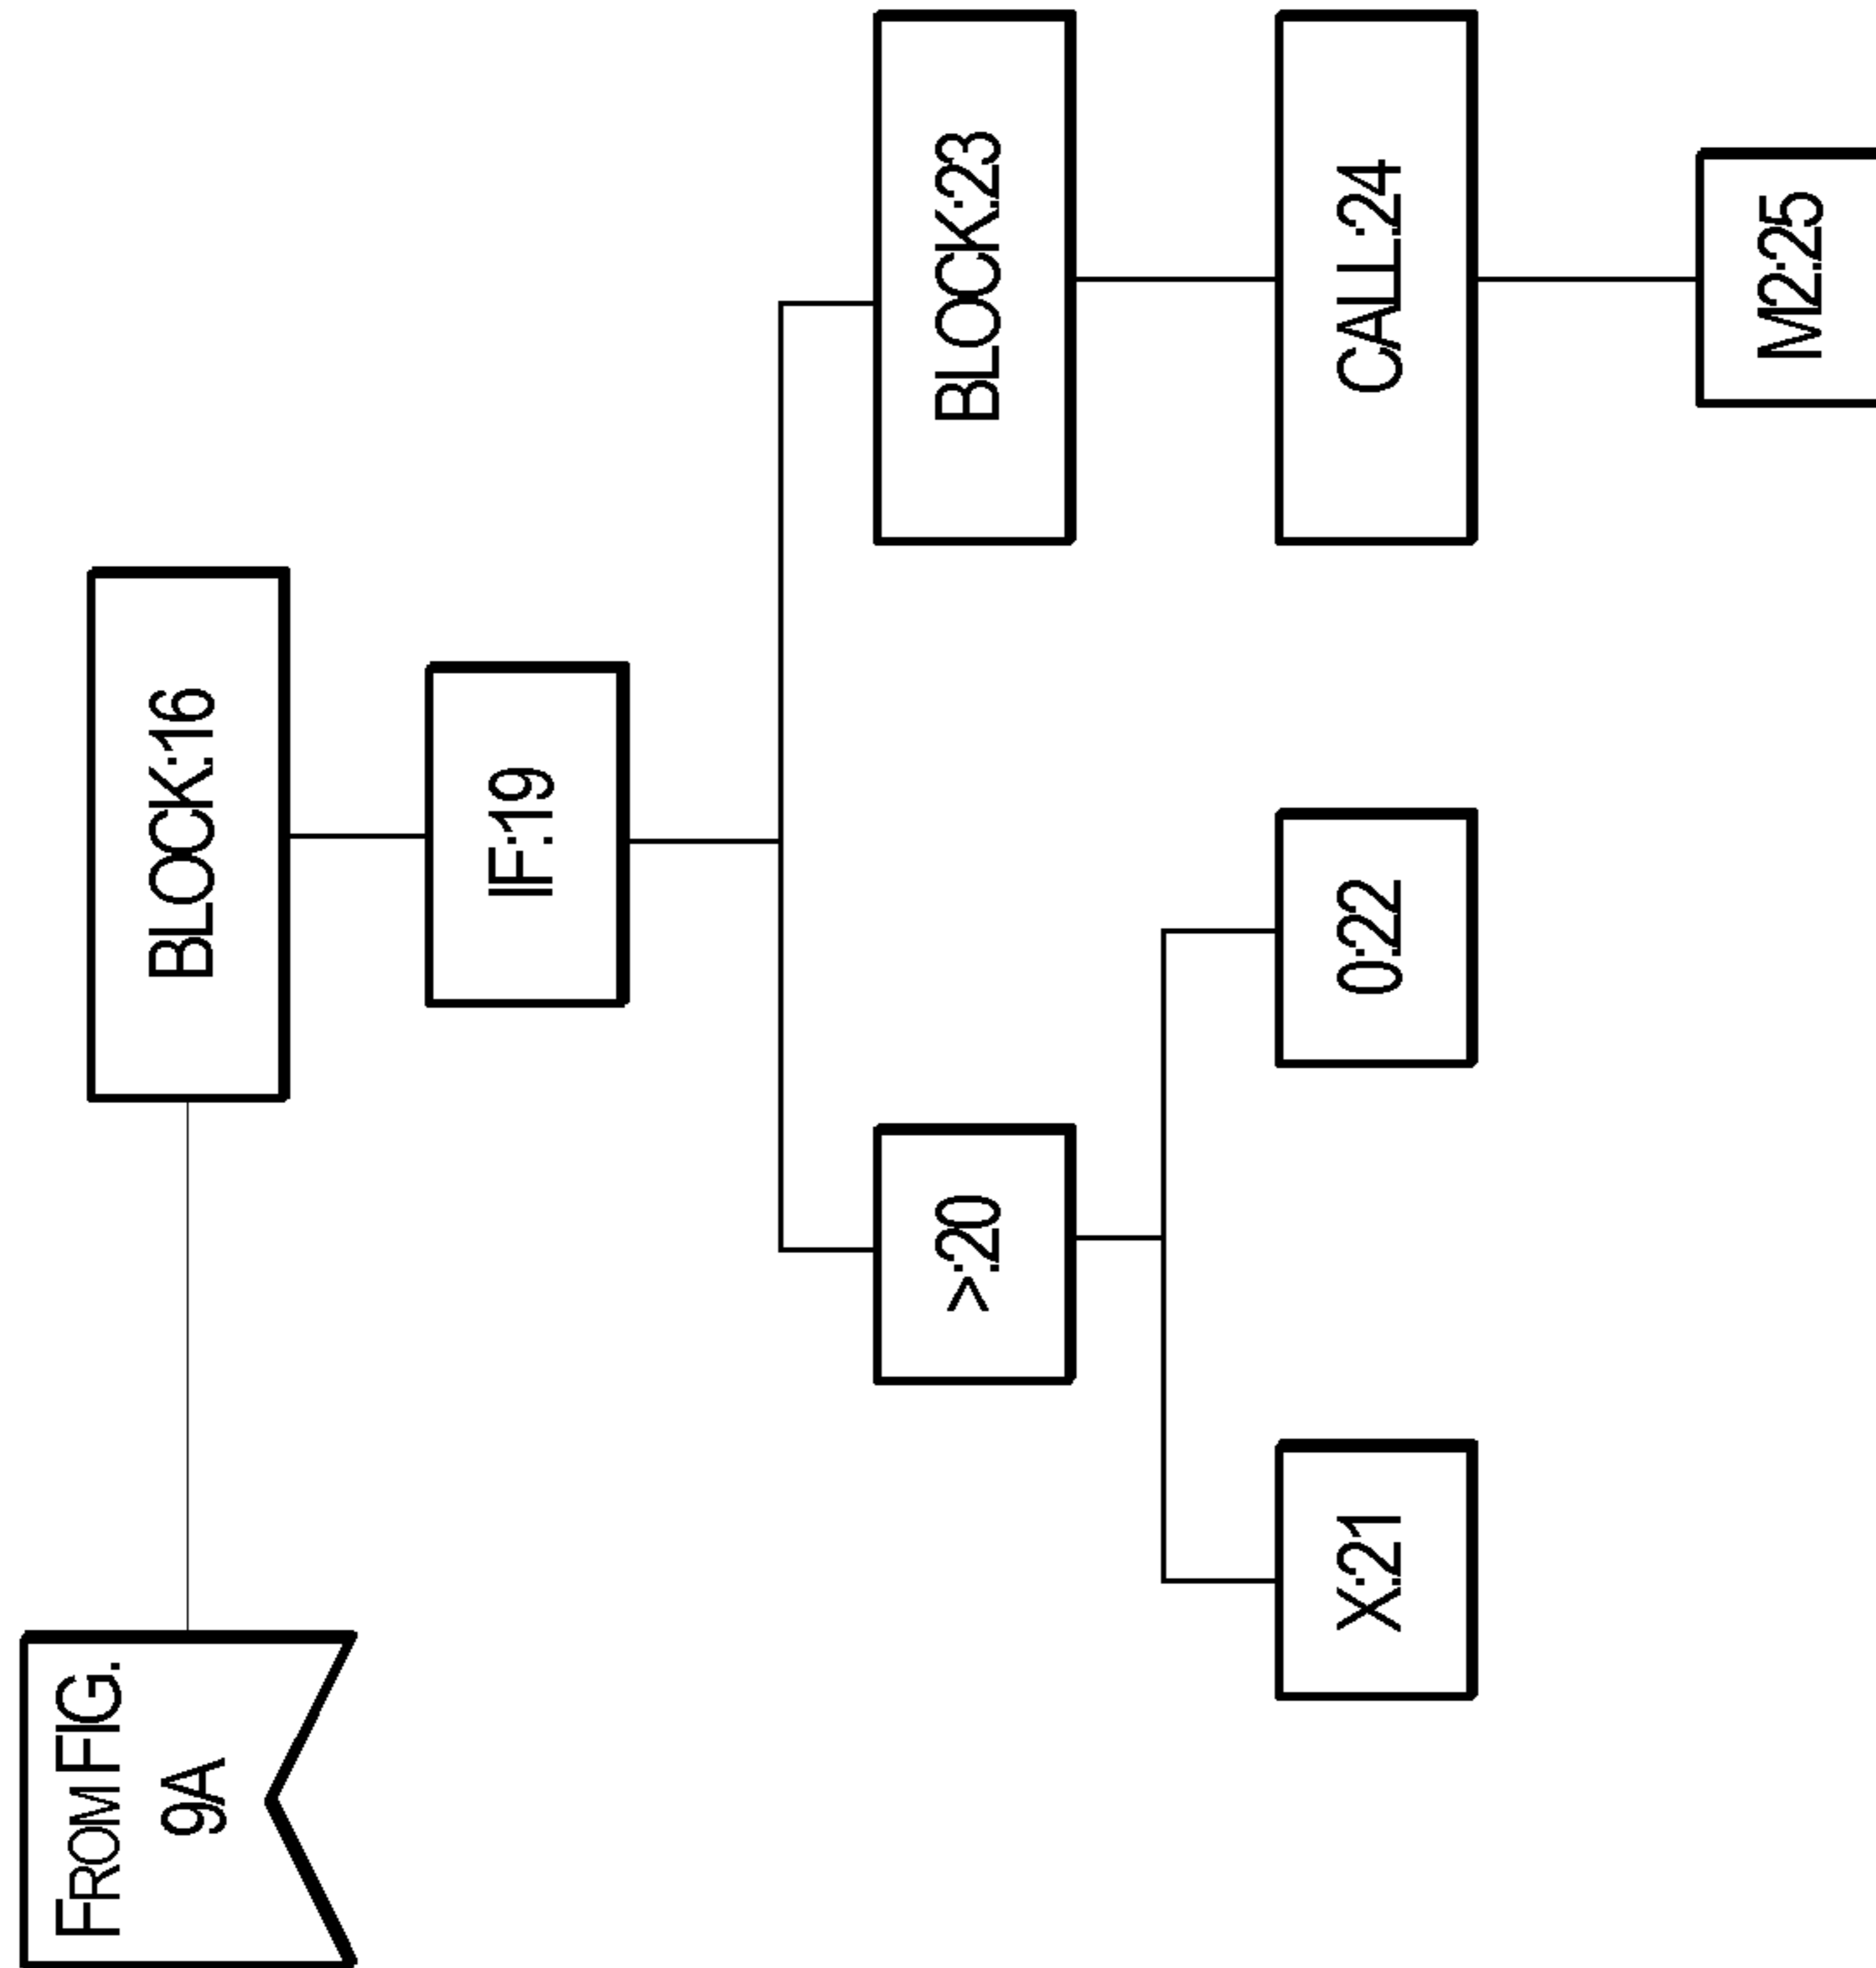 FROM FIG.
9A
BLOCK:16
IF:19
>:20
BLOCK:23
X:21
0:22
CALL:24
M2:25